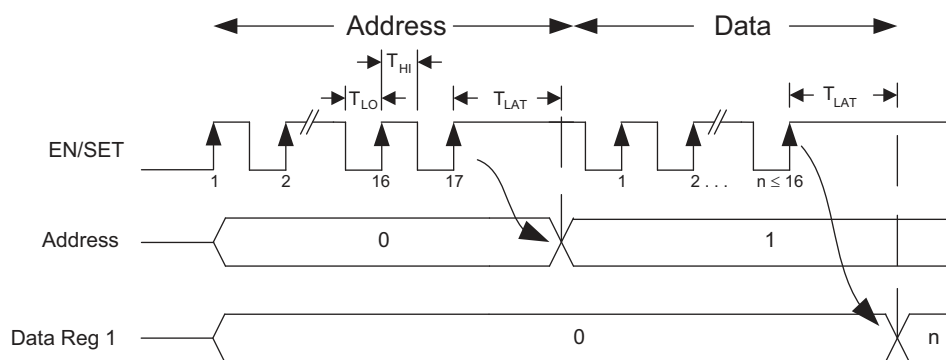 Address Data
T_HI
T_LO T_LAT T_LAT
EN/SET
1 2 16 17 1 2 . . . n ≤ 16
Address 0 1
Data Reg 1 0 n